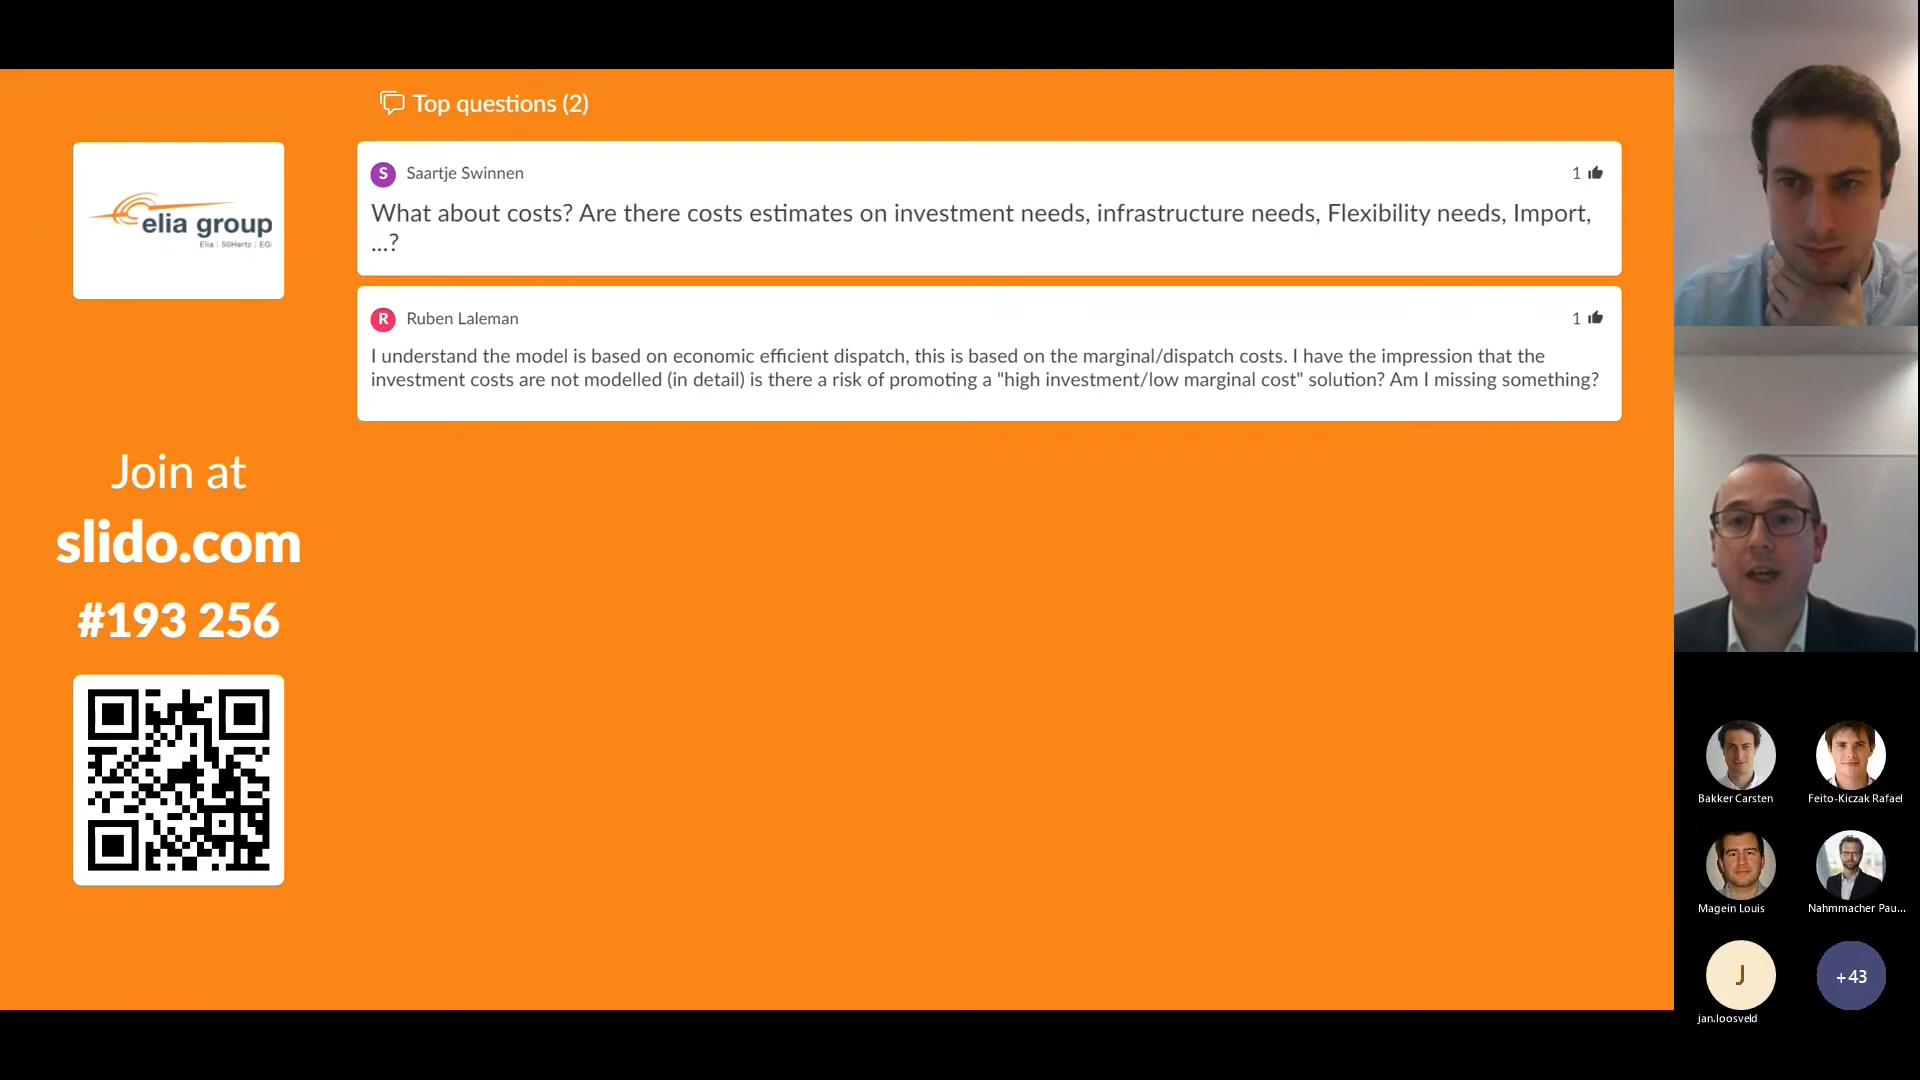 Top questions (2)
elia group
Elia | 50Hertz | EGI
S
Saartje Swinnen
1
What about costs? Are there costs estimates on investment needs, infrastructure needs, Flexibility needs, Import,
...?
R
Ruben Laleman
1
I understand the model is based on economic efficient dispatch, this is based on the marginal/dispatch costs. I have the impression that the
investment costs are not modelled (in detail) is there a risk of promoting a "high investment/low marginal cost" solution? Am I missing something?
Join at
slido.com
#193 256
Bakker Carsten
Feito-Kiczak Rafael
Magein Louis
Nahmmacher Pau...
J
+43
jan.loosveld